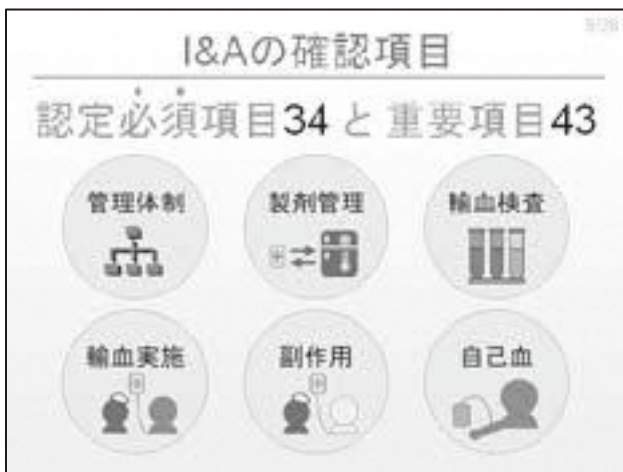 I&Aの確認項目
認定必須項目34と重要項目43
管理体制
製剤管理
輸血検査
輸血実施
副作用
自己血